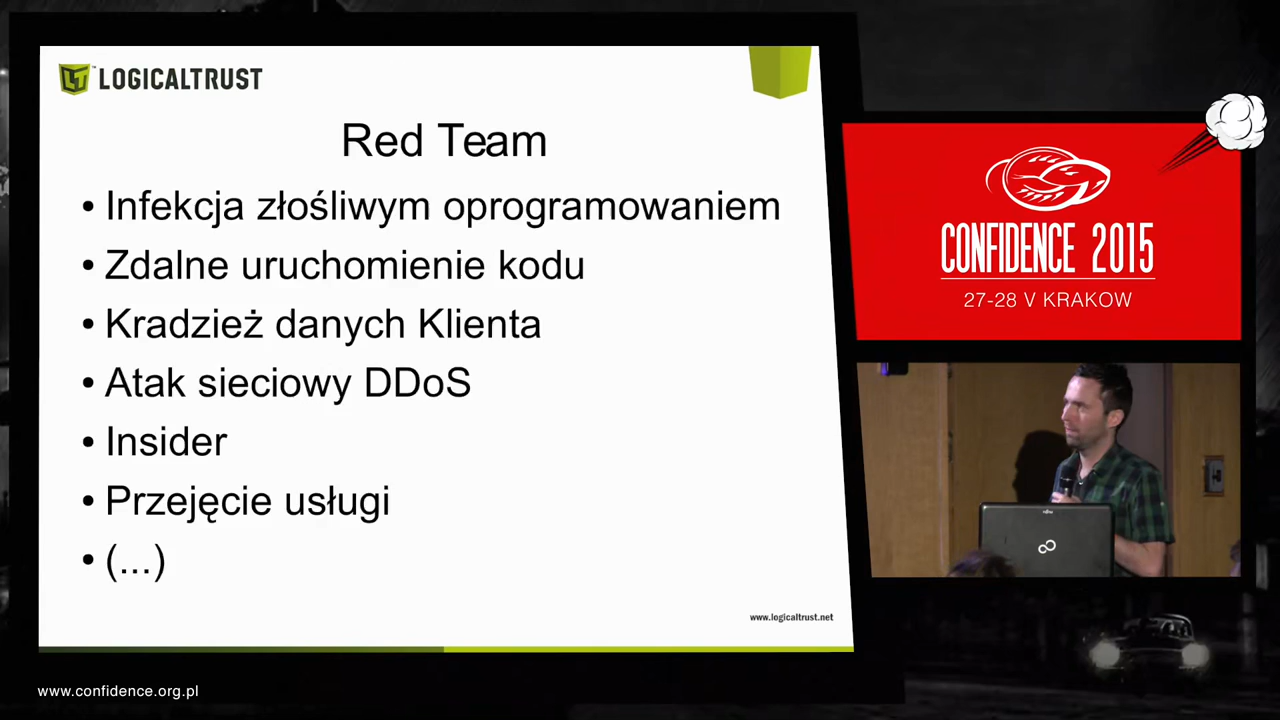 LOGICALTRUST
Red Team
• Infekcja złośliwym oprogramowaniem
• Zdalne uruchomienie kodu
• Kradzież danych Klienta
• Atak sieciowy DDoS
• Insider
• Przejęcie usługi
• (...)
www.logicaltrust.net
CONFIDENCE 2015
27-28 V KRAKOW
www.confidence.org.pl